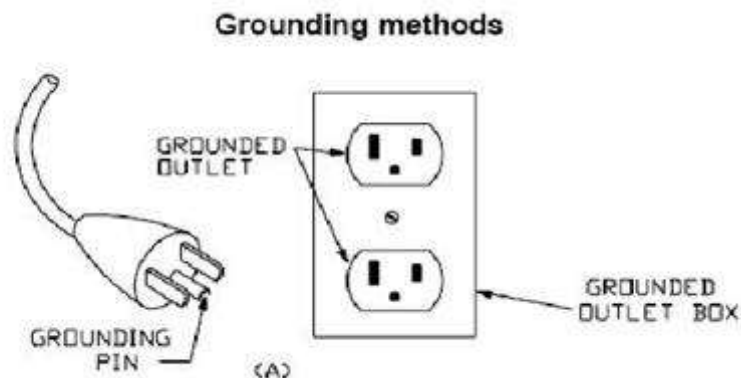 Grounding methods
GROUNDED
OUTLET
GROUNDED
OUTLET BOX
GROUNDING
PIN
(A)